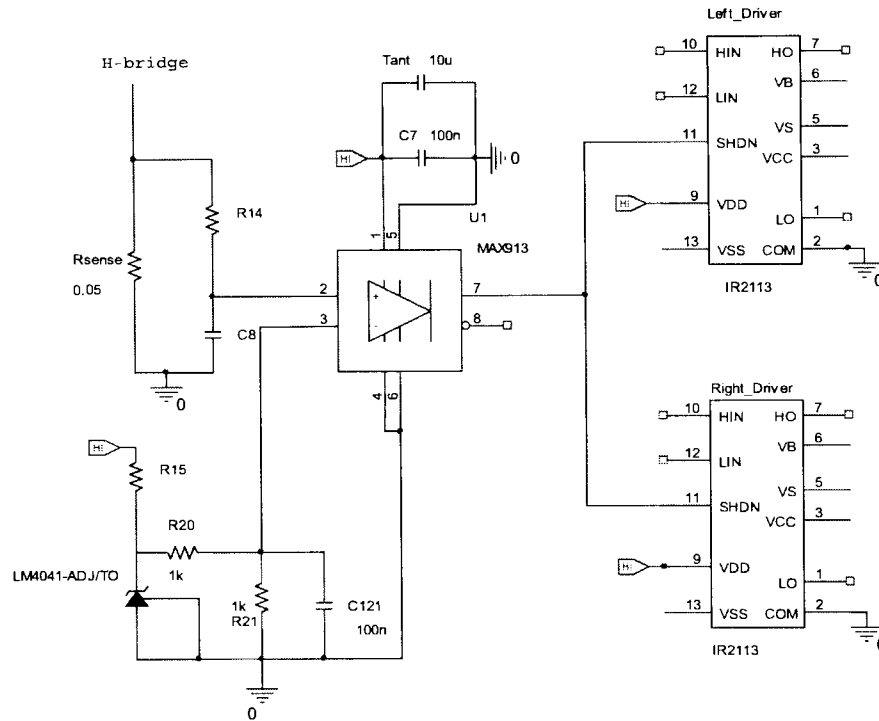 H-bridge
R14
Rsense
0.05
C8
0
Hi
R15
R20
1k
LM4041-ADJ/TO
1k
R21
C121
100n
0
Tant
10u
C7
100n
Hi
0
U1
MAX913
1
5
2
+
3
-
7
8
4
6
Left_Driver
10
HIN
HO
7
VB
6
12
LIN
VS
5
11
SHDN
VCC
3
Hi
9
VDD
LO
1
13
VSS
COM
2
0
IR2113
Right_Driver
10
HIN
HO
7
VB
6
12
LIN
VS
5
11
SHDN
VCC
3
Hi
9
VDD
LO
1
13
VSS
COM
2
0
IR2113